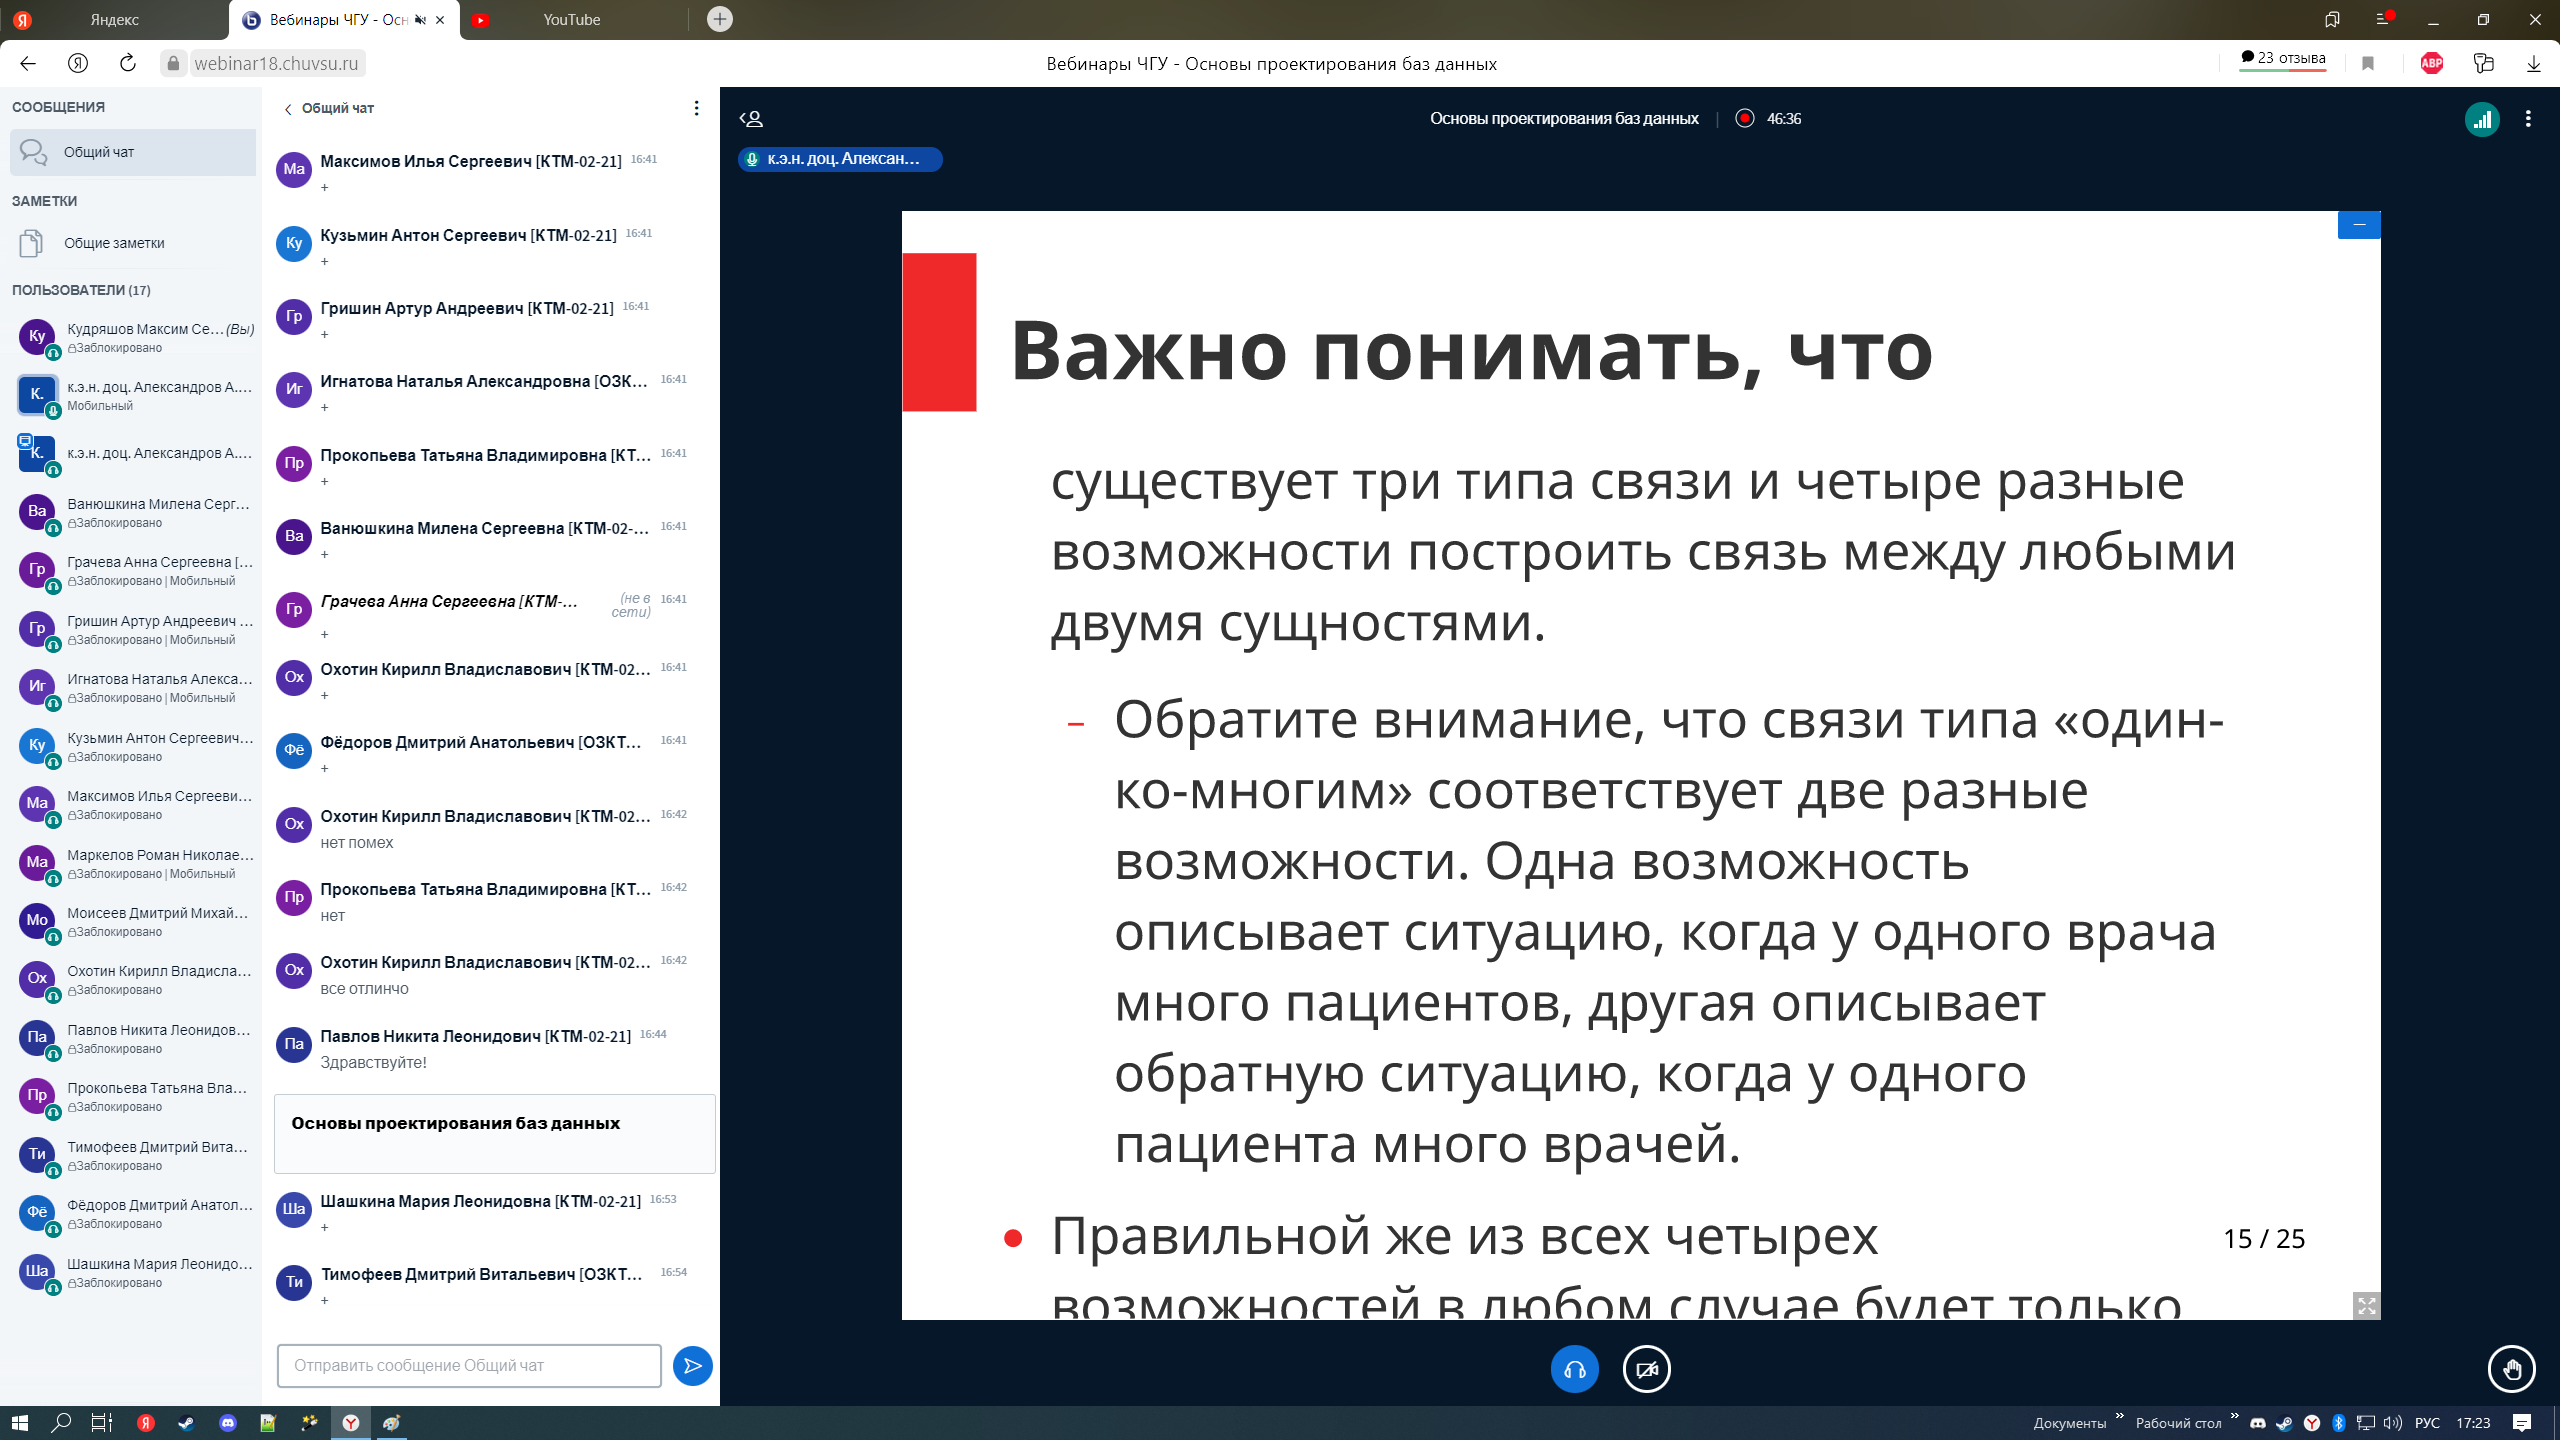 Яндекс
Вебинары ЧГУ - Осн
YouTube
webinar18.chuvsu.ru
Вебинары ЧГУ - Основы проектирования баз данных
23 отзыва
ABP
СООБЩЕНИЯ
Общий чат
ЗАМЕТКИ
Общие заметки
ПОЛЬЗОВАТЕЛИ (17)
Ку
Кудряшов Максим Се... (Вы)
Заблокировано
К.
к.э.н. доц. Александров А....
Мобильный
К.
к.э.н. доц. Александров А....
Ва
Ванюшкина Милена Серг...
Заблокировано
Гр
Грачева Анна Сергеевна [...
Заблокировано | Мобильный
Гр
Гришин Артур Андреевич ...
Заблокировано | Мобильный
Иг
Игнатова Наталья Алекса...
Заблокировано | Мобильный
Ку
Кузьмин Антон Сергеевич...
Заблокировано
Ма
Максимов Илья Сергееви...
Заблокировано
Ма
Маркелов Роман Николае...
Заблокировано | Мобильный
Мо
Моисеев Дмитрий Михай...
Заблокировано
Ох
Охотин Кирилл Владисла...
Заблокировано
Па
Павлов Никита Леонидов...
Заблокировано
Пр
Прокопьева Татьяна Вла...
Заблокировано
Ти
Тимофеев Дмитрий Вита...
Заблокировано
Фё
Фёдоров Дмитрий Анатол...
Заблокировано
Ша
Шашкина Мария Леонидо...
Заблокировано
Общий чат
Ма
Максимов Илья Сергеевич [КТМ-02-21] 16:41
+
Ку
Кузьмин Антон Сергеевич [КТМ-02-21] 16:41
+
Гр
Гришин Артур Андреевич [КТМ-02-21] 16:41
+
Иг
Игнатова Наталья Александровна [ОЗК... 16:41
+
Пр
Прокопьева Татьяна Владимировна [КТ... 16:41
+
Ва
Ванюшкина Милена Сергеевна [КТМ-02-... 16:41
+
Гр
Грачева Анна Сергеевна [КТМ-... (не в сети) 16:41
+
Ох
Охотин Кирилл Владиславович [КТМ-02... 16:41
+
Фё
Фёдоров Дмитрий Анатольевич [ОЗКТ... 16:41
+
Ох
Охотин Кирилл Владиславович [КТМ-02... 16:42
нет помех
Пр
Прокопьева Татьяна Владимировна [КТ... 16:42
нет
Ох
Охотин Кирилл Владиславович [КТМ-02... 16:42
все отлинчо
Па
Павлов Никита Леонидович [КТМ-02-21] 16:44
Здравствуйте!
Основы проектирования баз данных
Ша
Шашкина Мария Леонидовна [КТМ-02-21] 16:53
+
Ти
Тимофеев Дмитрий Витальевич [ОЗКТ... 16:54
+
Отправить сообщение Общий чат
Основы проектирования баз данных | 46:36
к.э.н. доц. Алексан...
Важно понимать, что
существует три типа связи и четыре разные
возможности построить связь между любыми
двумя сущностями.
– Обратите внимание, что связи типа «один-
ко-многим» соответствует две разные
возможности. Одна возможность
описывает ситуацию, когда у одного врача
много пациентов, другая описывает
обратную ситуацию, когда у одного
пациента много врачей.
● Правильной же из всех четырех
возможностей в любом случае будет только
15 / 25
Документы
Рабочий стол
РУС
17:23